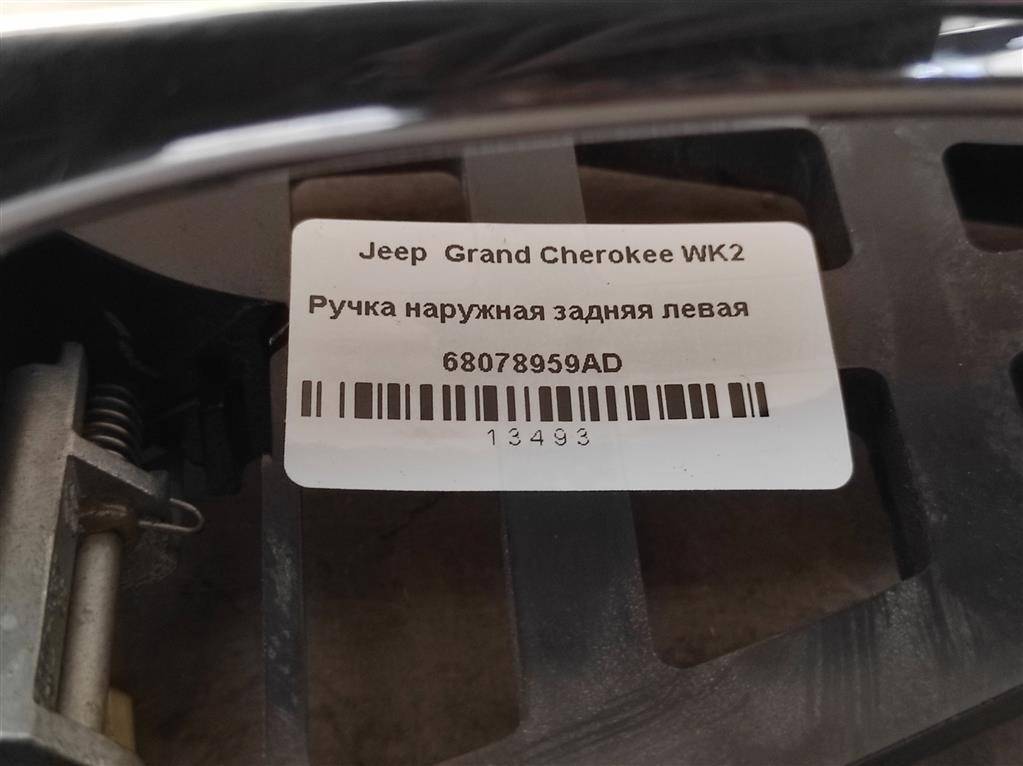 Jeep Grand Cherokee WK2
Ручка наружная задняя левая
68078959AD
13493